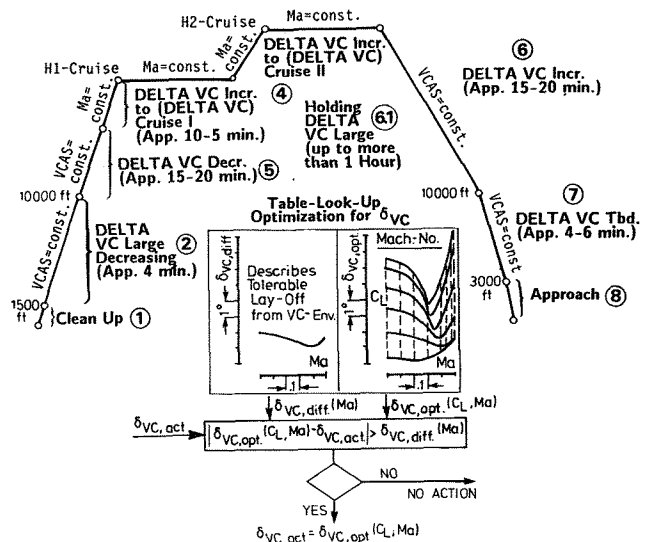 H2-Cruise
Ma=const.
H1-Cruise
Ma=const.
Ma= const.
Ma= const.
DELTA VC Incr.
to (DELTA VC)
Cruise II
DELTA VC Incr. ④
to (DELTA VC)
Cruise I
(App. 10-5 min.)
Holding 6.1
DELTA
VC Large
(up to more
than 1 Hour)
VCAS=const.
⑥
DELTA VC Incr.
(App. 15-20 min.)
VCAS= const.
DELTA VC Decr. ⑤
(App. 15-20 min.)
10000 ft
VCAS=const.
DELTA ②
VC Large
Decreasing
(App. 4 min.)
1500 ft
Clean Up ①
10000 ft
VCAS=const.
⑦
DELTA VC Tbd.
(App. 4-6 min.)
3000 ft
Approach ⑧
Table-Look-Up
Optimization for δVC
δVC,diff
1°
Describes
Tolerable
Lay-Off
from VC-Env.
Ma
.1
δVC,opt.
Mach-No.
CL
1°
Ma
.1
δVC,diff.(Ma)
δVC,opt.(CL,Ma)
δVC,act
|δVC,opt.(CL,Ma)-δVC,act.|>δVC,diff.(Ma)
NO
NO ACTION
YES
δVC,act=δVC,opt(CL,Ma)